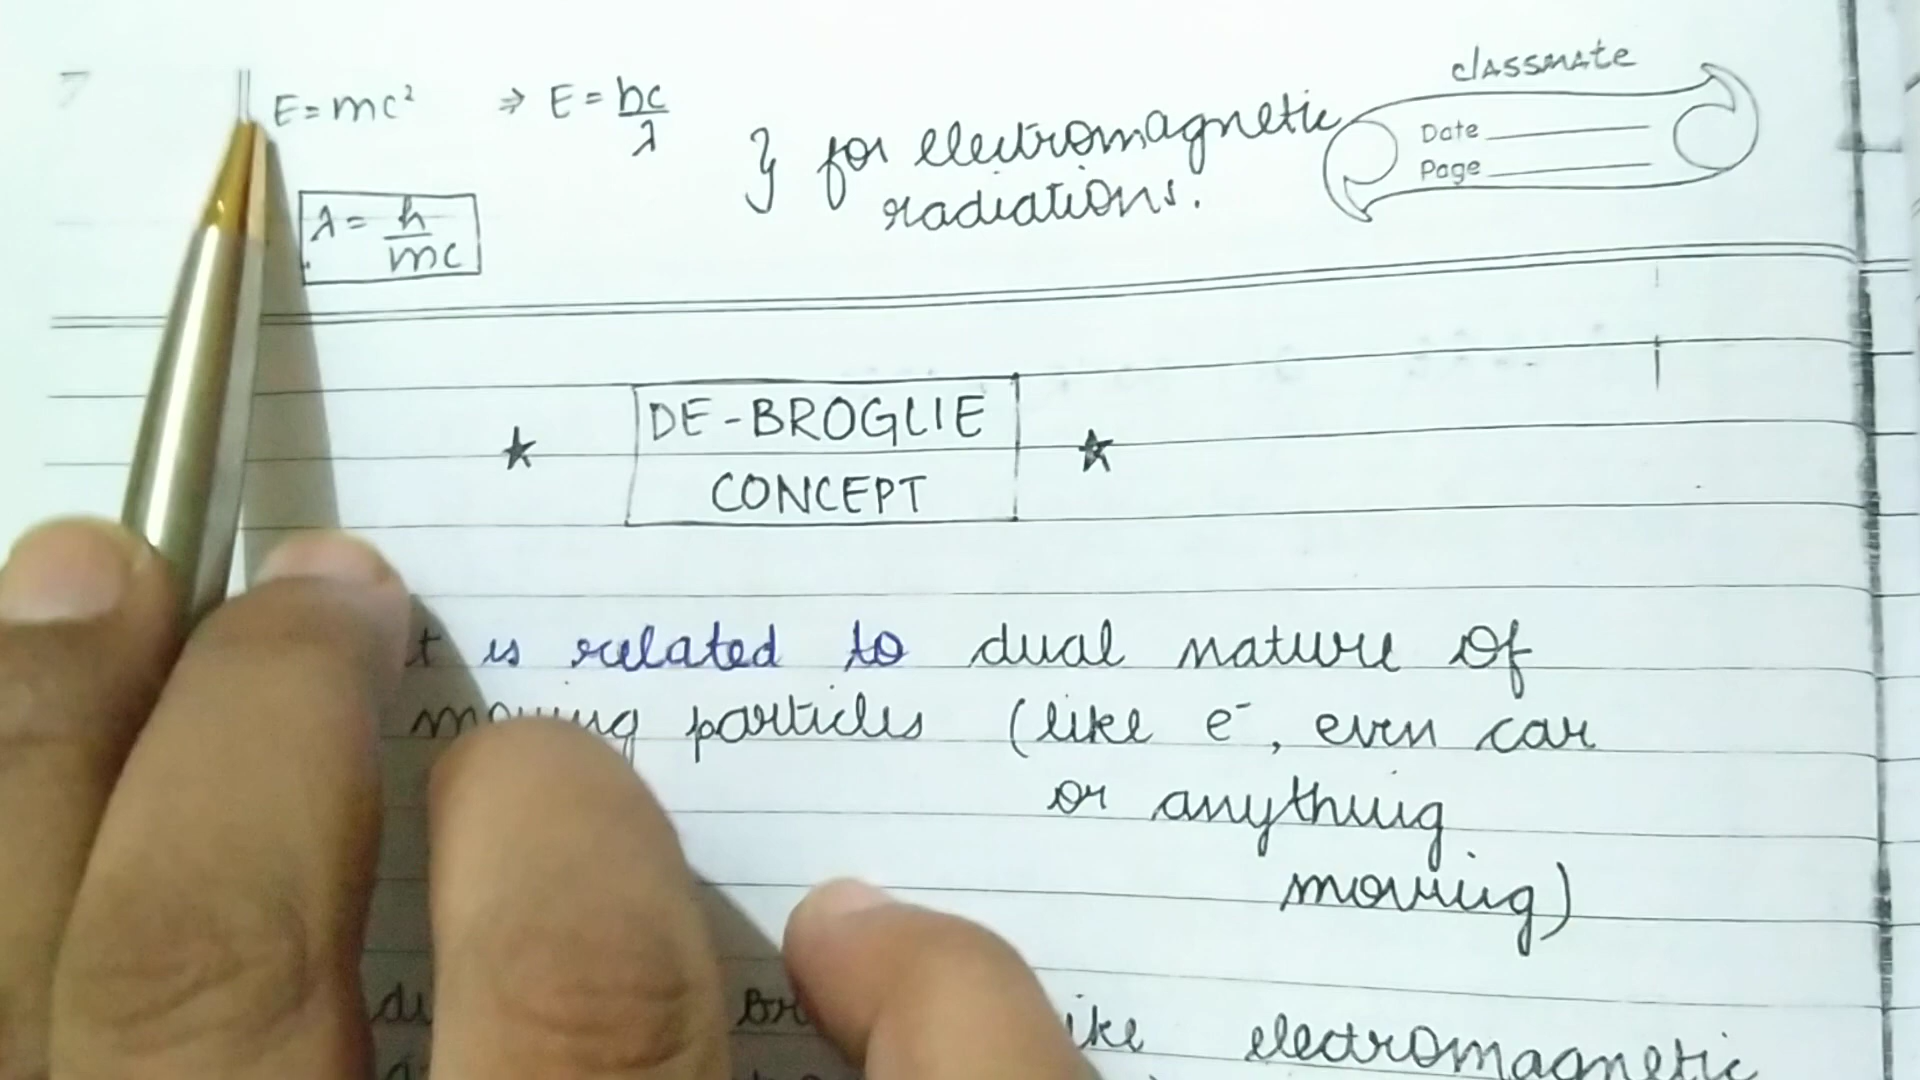 classmate
E = mc² ⇒ E = hc/λ
} for electromagnetic
radiations.
Date
Page
λ = h/mc
DE-BROGLIE
CONCEPT
is related to dual nature of
moving particles (like e⁻, even car
or anything
moving)
electromagnetic